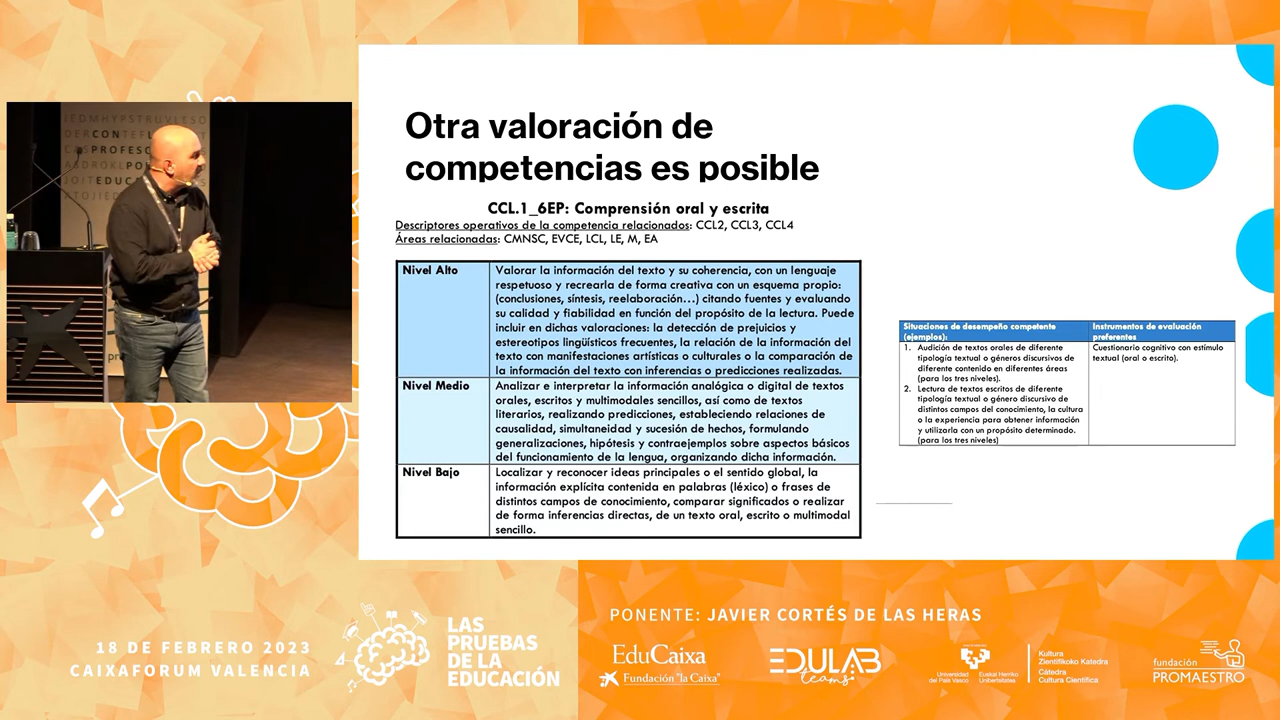 Otra valoración de
competencias es posible
CCL.1_6EP: Comprensión oral y escrita
Descriptores operativos de la competencia relacionados: CCL2, CCL3, CCL4
Áreas relacionadas: CMNSC, EVCE, LCL, LE, M, EA
Nivel Alto
Valorar la información del texto y su coherencia, con un lenguaje
respetuoso y recrearla de forma creativa con un esquema propio:
(conclusiones, síntesis, reelaboración…) citando fuentes y evaluando
su calidad y fiabilidad en función del propósito de la lectura. Puede
incluir en dichas valoraciones: la detección de prejuicios y
estereotipos lingüísticos frecuentes, la relación de la información del
texto con manifestaciones artísticas o culturales o la comparación de
la información del texto con inferencias o predicciones realizadas.
Nivel Medio
Analizar e interpretar la información analógica o digital de textos
orales, escritos y multimodales sencillos, así como de textos
literarios, realizando predicciones, estableciendo relaciones de
causalidad, simultaneidad y sucesión de hechos, formulando
generalizaciones, hipótesis y contraejemplos sobre aspectos básicos
del funcionamiento de la lengua, organizando dicha información.
Nivel Bajo
Localizar y reconocer ideas principales o el sentido global, la
información explícita contenida en palabras (léxico) o frases de
distintos campos de conocimiento, comparar significados o realizar
de forma inferencias directas, de un texto oral, escrito o multimodal
sencillo.
Situaciones de desempeño competente
(ejemplos):
1. Audición de textos orales de diferente
tipología textual o géneros discursivos de
diferente contenido en diferentes áreas
(para los tres niveles).
2. Lectura de textos escritos de diferente
tipología textual o género discursivo de
distintos campos del conocimiento, la cultura
o la experiencia para obtener información
y utilizarla con un propósito determinado.
(para los tres niveles)
Instrumentos de evaluación
preferentes
Cuestionario cognitivo con estímulo
textual (oral o escrito).
CON
PROFESO
EDUC
18 DE FEBRERO 2023
CAIXAFORUM VALENCIA
LAS
PRUEBAS
DE LA
EDUCACIÓN
PONENTE: JAVIER CORTÉS DE LAS HERAS
EduCaixa
Fundación "la Caixa"
EDULAB
teams
Universidad
del País Vasco
Euskal Herriko
Unibertsitatea
Kultura
Zientifikoko Katedra
Cátedra
Cultura Científica
fundación
PROMAESTRO